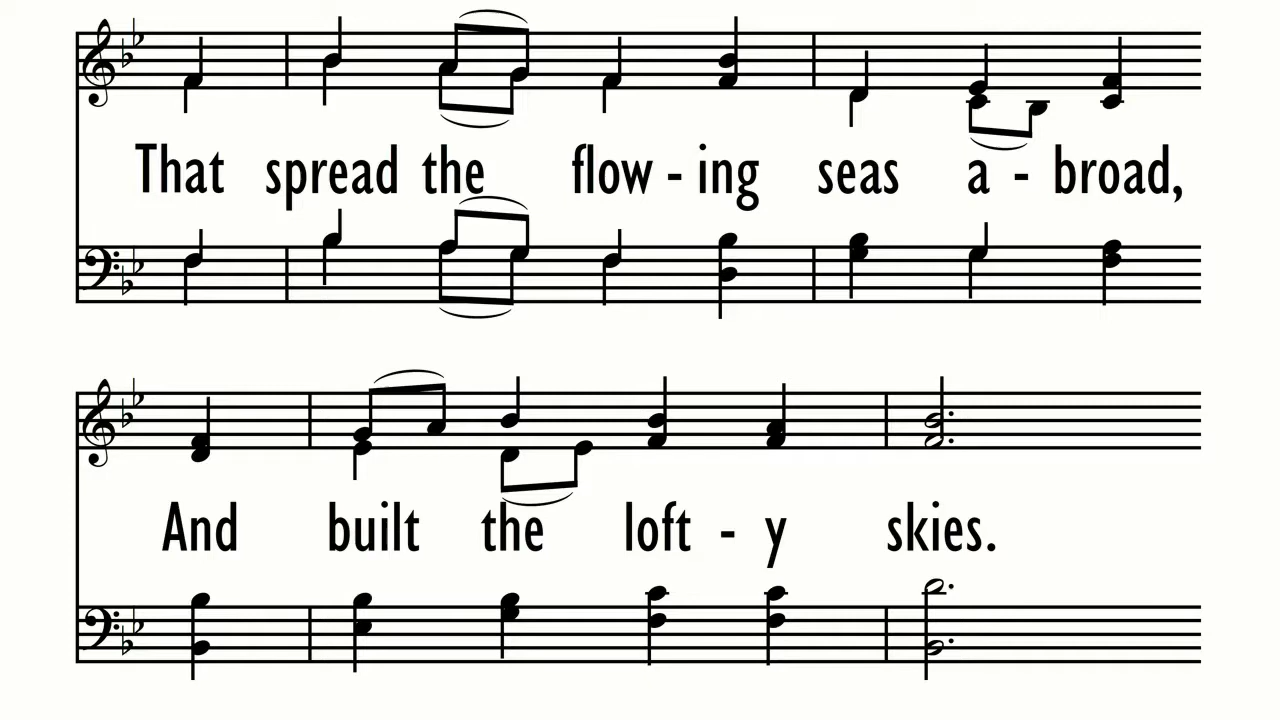 That spread the flow - ing seas a - broad,
And built the loft - y skies.